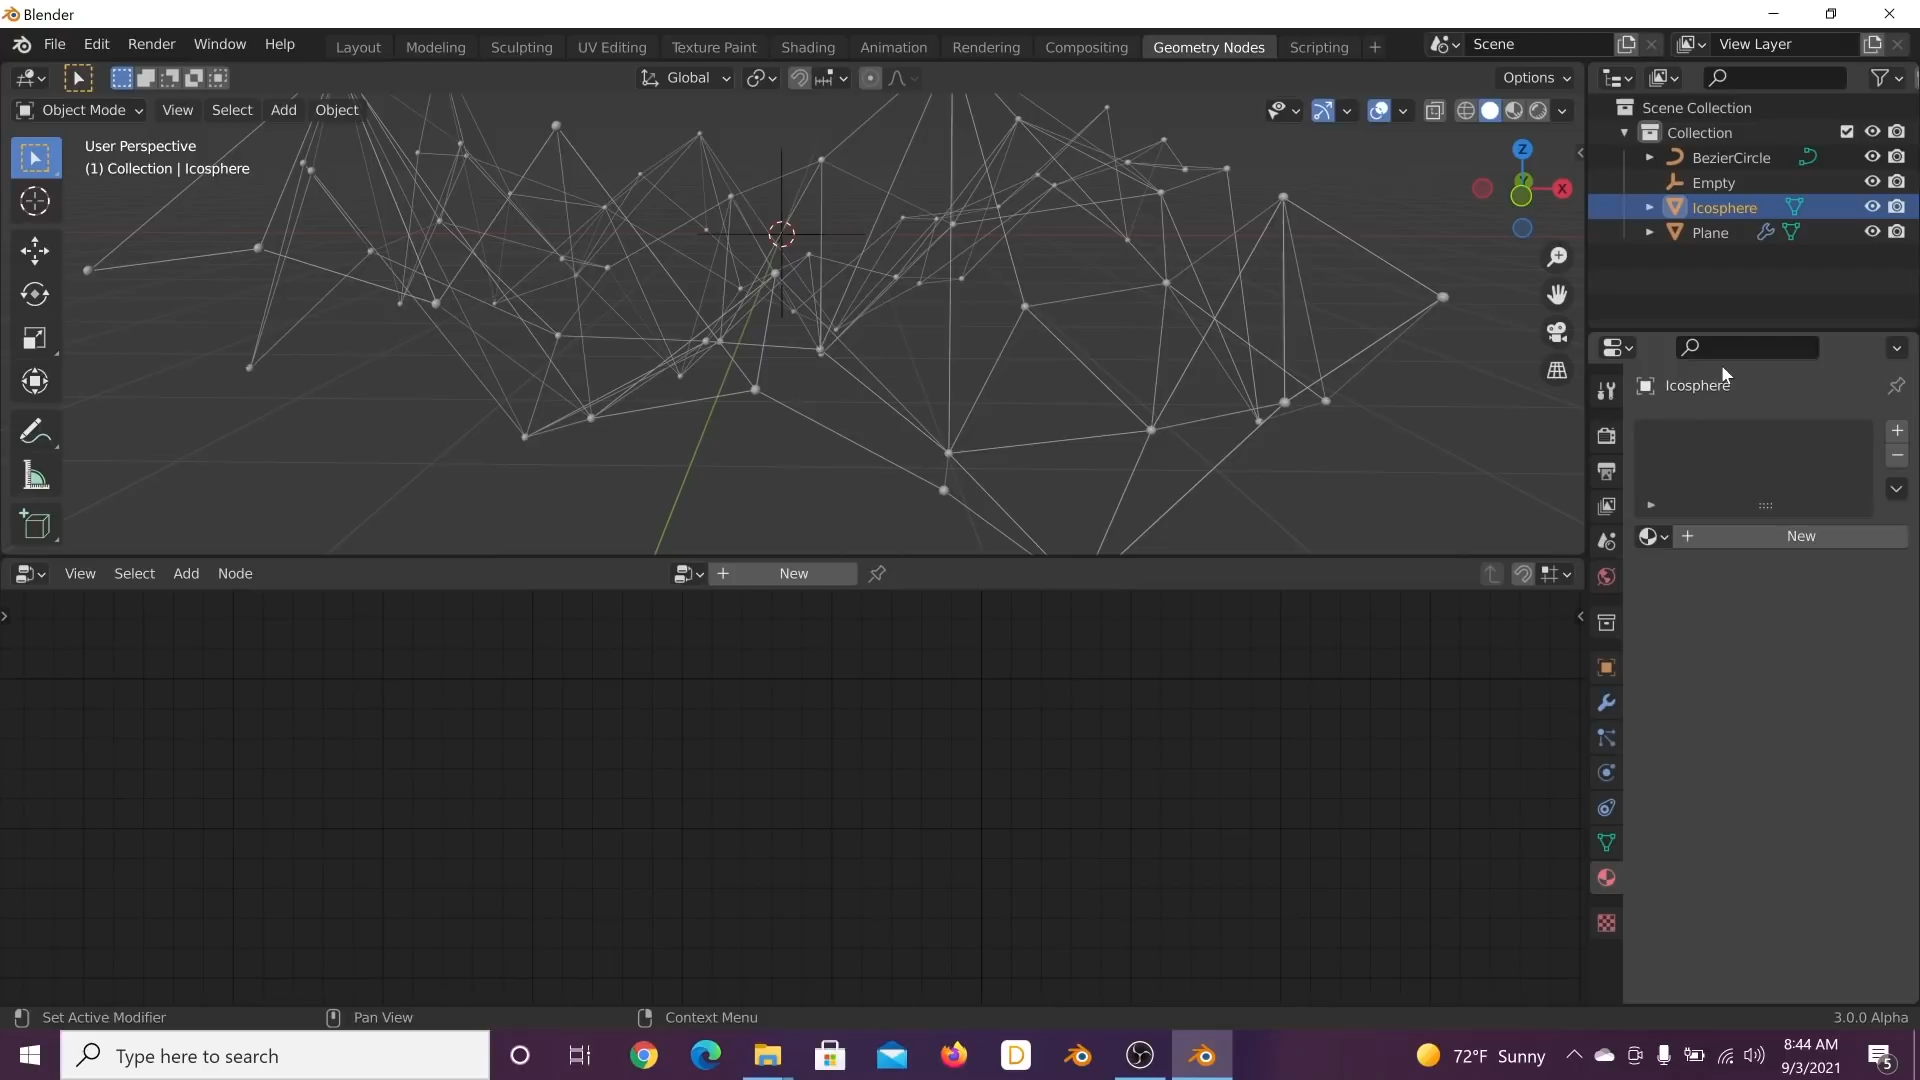 Blender
File Edit Render Window Help Layout Modeling Sculpting UV Editing Texture Paint Shading Animation Rendering Compositing Geometry Nodes Scripting + Scene View Layer
Global Options
Object Mode View Select Add Object
User Perspective
(1) Collection | Icosphere
Z
Y
X
Scene Collection
Collection
BezierCircle
Empty
Icosphere
Plane
Icosphere
New
View Select Add Node New
Set Active Modifier Pan View Context Menu 3.0.0 Alpha
Type here to search
D
72°F Sunny
8:44 AM
9/3/2021
5